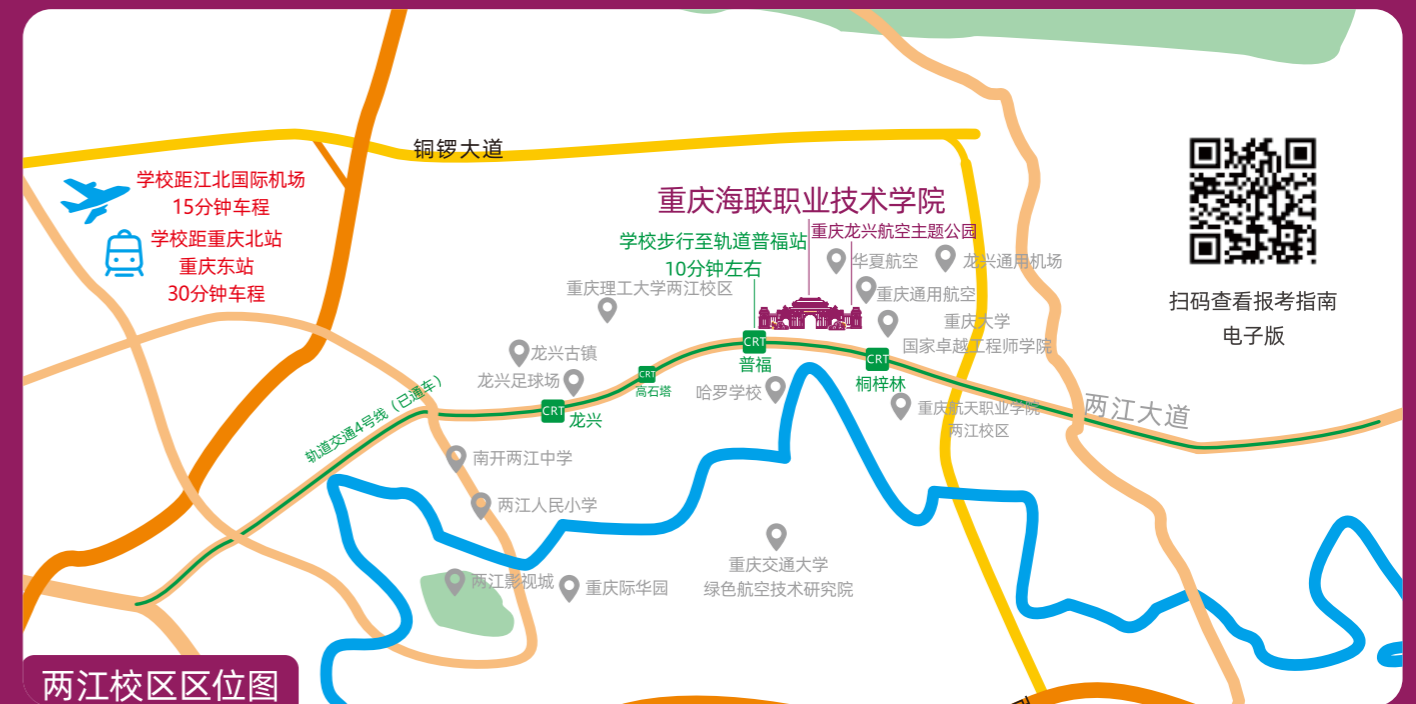 铜锣大道
学校距江北国际机场
15分钟车程
学校距重庆北站
重庆东站
30分钟车程
重庆海联职业技术学院
重庆龙兴航空主题公园
学校步行至轨道普福站
10分钟左右
华夏航空
龙兴通用机场
重庆理工大学两江校区
重庆通用航空
重庆大学
国家卓越工程师学院
扫码查看报考指南
电子版
龙兴古镇
龙兴足球场
CRT
普福
CRT
高石塔
CRT
桐梓林
CRT
龙兴
哈罗学校
重庆航天职业学院
两江校区
两江大道
轨道交通4号线（已通车）
南开两江中学
两江人民小学
重庆交通大学
绿色航空技术研究院
两江影视城
重庆际华园
两江校区区位图